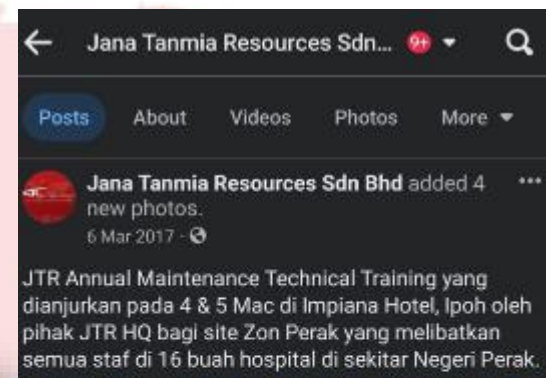 Jana Tanmia Resources Sdn... 9+
Posts About Videos Photos More
Jana Tanmia Resources Sdn Bhd added 4
new photos.
6 Mar 2017 ·
JTR Annual Maintenance Technical Training yang
dianjurkan pada 4 & 5 Mac di Impiana Hotel, Ipoh oleh
pihak JTR HQ bagi site Zon Perak yang melibatkan
semua staf di 16 buah hospital di sekitar Negeri Perak.